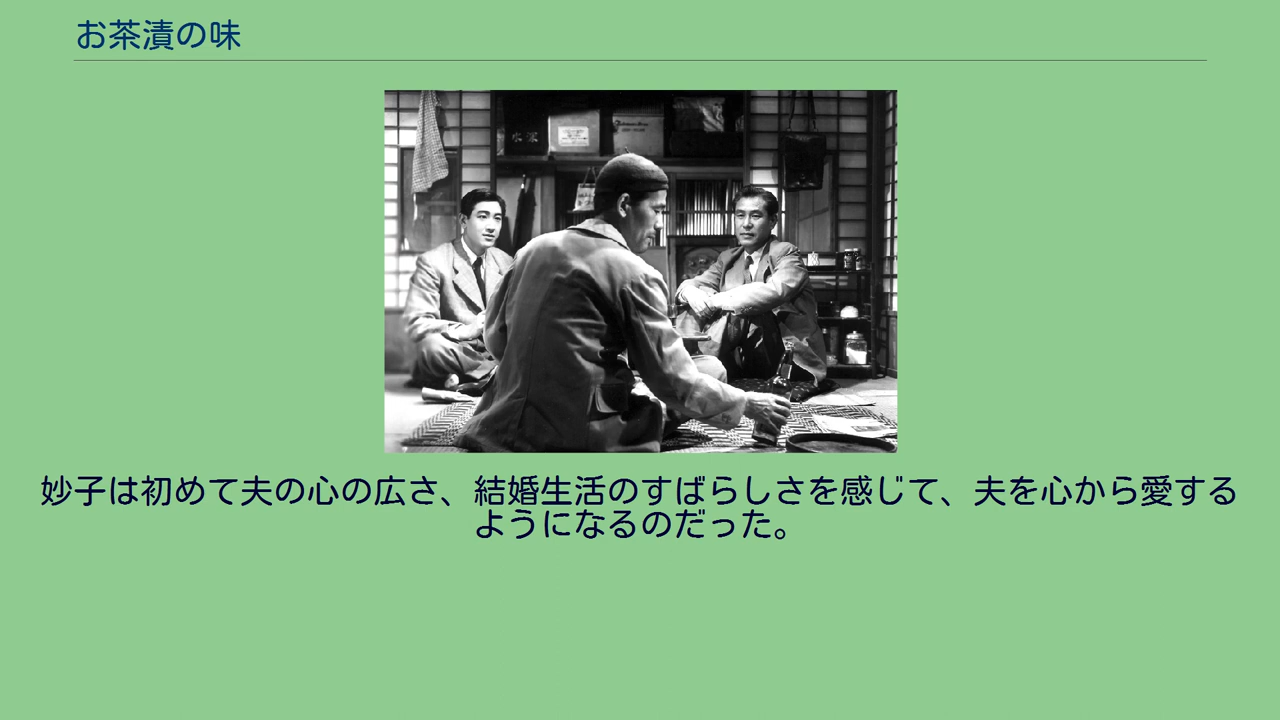 お茶漬の味
妙子は初めて夫の心の広さ、結婚生活のすばらしさを感じて、夫を心から愛する
ようになるのだった。